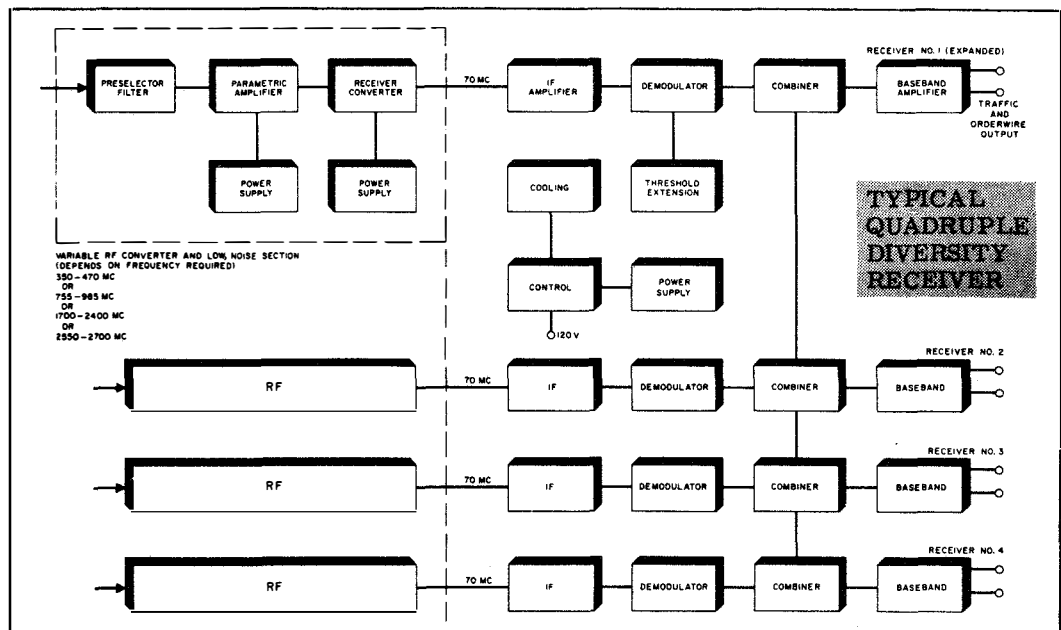 RECEIVER NO. 1 (EXPANDED)
PRESELECTOR
FILTER
PARAMETRIC
AMPLIFIER
RECEIVER
CONVERTER
70 MC
IF
AMPLIFIER
DEMODULATOR
COMBINER
BASEBAND
AMPLIFIER
TRAFFIC
AND
ORDERWIRE
OUTPUT
POWER
SUPPLY
POWER
SUPPLY
COOLING
THRESHOLD
EXTENSION
TYPICAL
QUADRUPLE
DIVERSITY
RECEIVER
VARIABLE RF CONVERTER AND LOW NOISE SECTION
(DEPENDS ON FREQUENCY REQUIRED)
350-470 MC
OR
755-985 MC
OR
1700-2400 MC
OR
2550-2700 MC
CONTROL
POWER
SUPPLY
120 V
RECEIVER NO. 2
RF
70 MC
IF
DEMODULATOR
COMBINER
BASEBAND
RECEIVER NO. 3
RF
70 MC
IF
DEMODULATOR
COMBINER
BASEBAND
RECEIVER NO. 4
RF
70 MC
IF
DEMODULATOR
COMBINER
BASEBAND